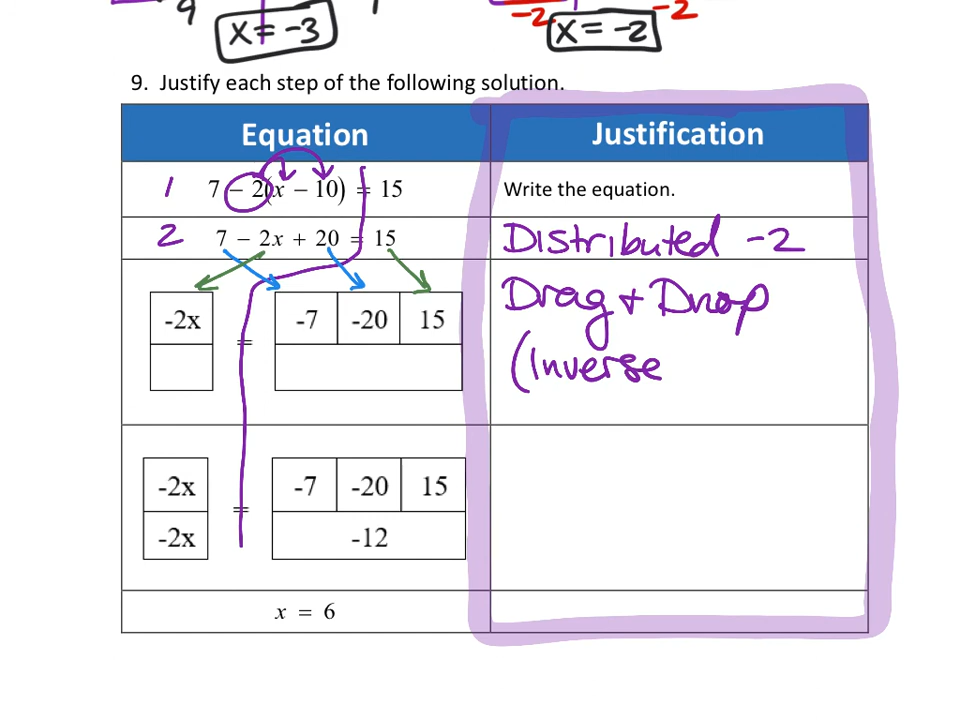 9
x = -3
-2
-2
x = -2
9. Justify each step of the following solution.
Equation
Justification
1 7 − 2(x − 10) = 15
Write the equation.
2 7 − 2x + 20 = 15
Distributed -2
-2x = -7 -20 15
Drag + Drop
(Inverse
-2x = -7 -20 15
-2x -12
x = 6